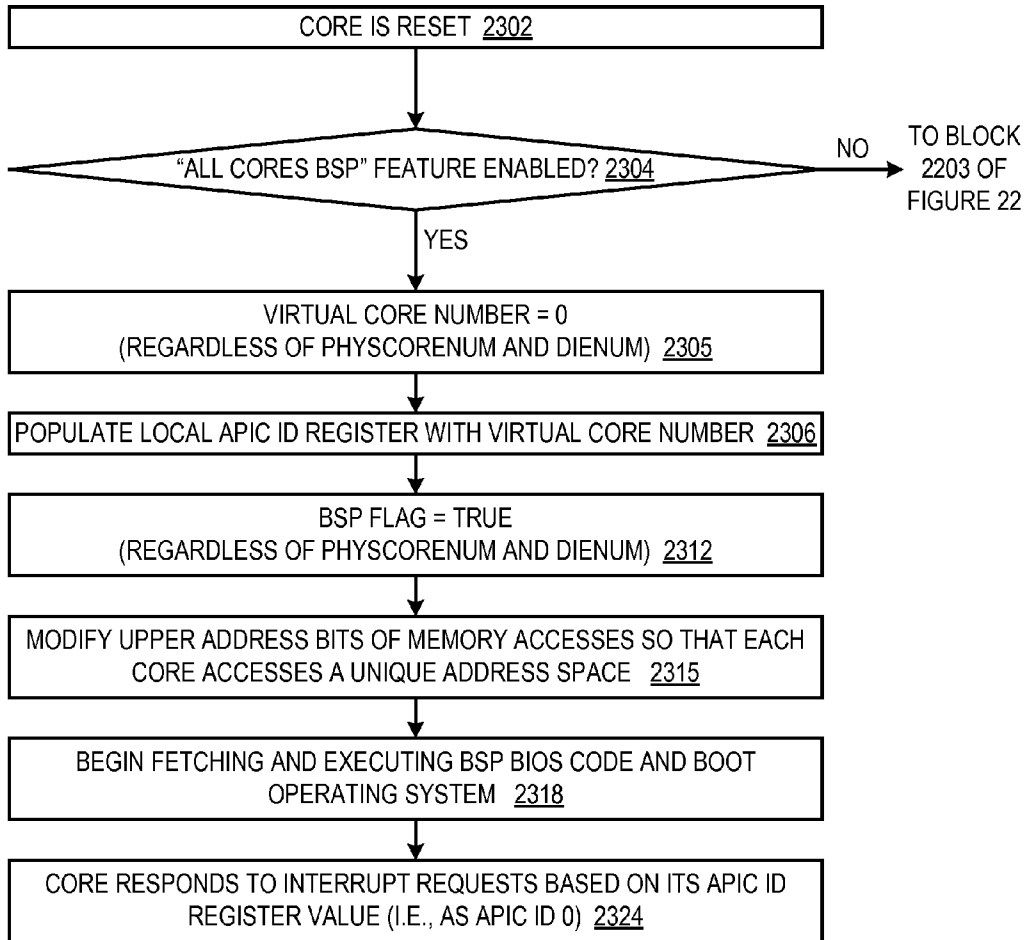 CORE IS RESET 2302
"ALL CORES BSP" FEATURE ENABLED? 2304
NO
TO BLOCK
2203 OF
FIGURE 22
YES
VIRTUAL CORE NUMBER = 0
(REGARDLESS OF PHYSCORENUM AND DIENUM) 2305
POPULATE LOCAL APIC ID REGISTER WITH VIRTUAL CORE NUMBER 2306
BSP FLAG = TRUE
(REGARDLESS OF PHYSCORENUM AND DIENUM) 2312
MODIFY UPPER ADDRESS BITS OF MEMORY ACCESSES SO THAT EACH
CORE ACCESSES A UNIQUE ADDRESS SPACE 2315
BEGIN FETCHING AND EXECUTING BSP BIOS CODE AND BOOT
OPERATING SYSTEM 2318
CORE RESPONDS TO INTERRUPT REQUESTS BASED ON ITS APIC ID
REGISTER VALUE (I.E., AS APIC ID 0) 2324